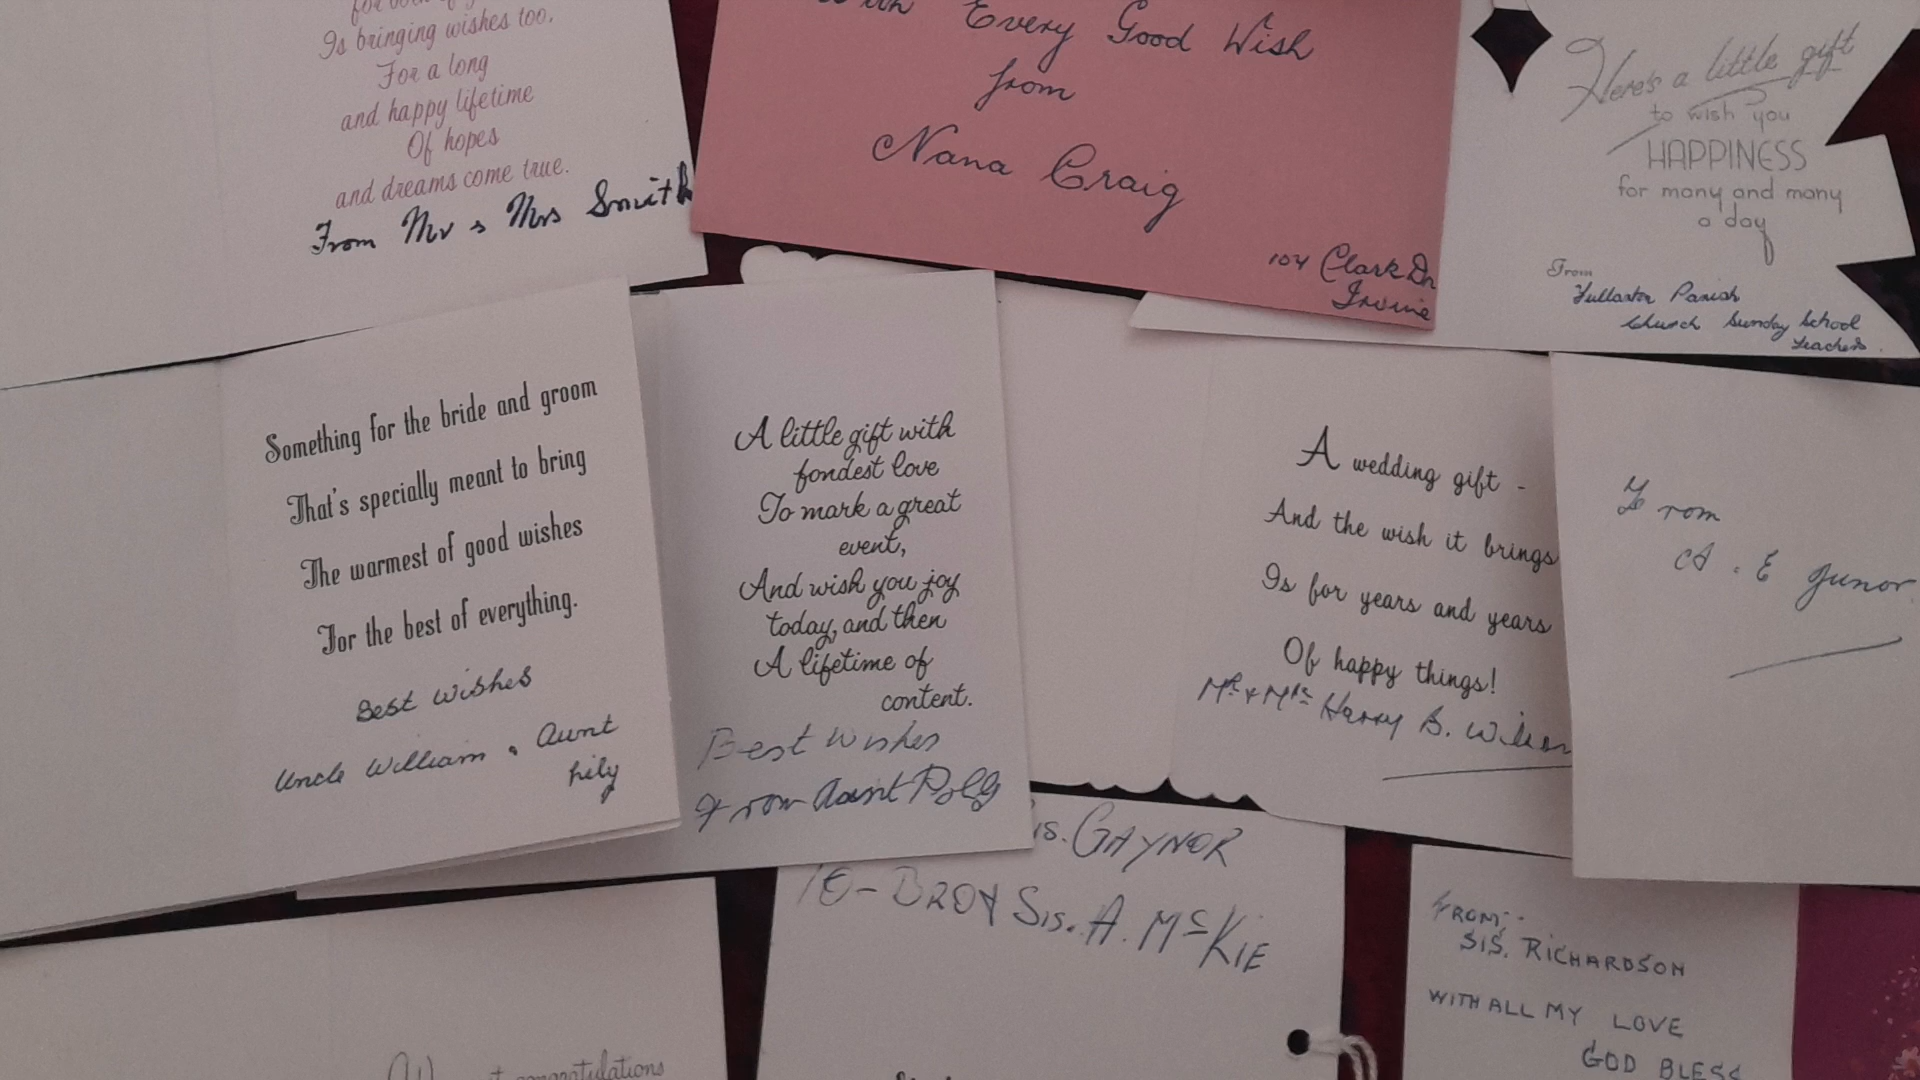 Is bringing wishes too,
For a long
and happy lifetime
Of hopes
and dreams come true.
From Mr & Mrs Smith
With Every Good Wish
from
Nana Craig
104 Clark Dr
Irvine
Here's a little gift
to wish you
HAPPINESS
for many and many
a day
From
Fullarton Parish
Church Sunday School
Teachers.
Something for the bride and groom
That's specially meant to bring
The warmest of good wishes
For the best of everything.
Best Wishes
Uncle William & Aunt
Lily
A little gift with
fondest love
To mark a great
event,
And wish you joy
today, and then
A lifetime of
content.
Best Wishes
From Aunt Polly
A wedding gift -
And the wish it brings
Is for years and years
Of happy things!
Mr & Mrs Harry B. Wilson
From
A. E Junor.
Sis. GAYNOR
TO - BRO & Sis. A. McKIE
FROM:-
SIS. RICHARDSON
WITH ALL MY LOVE
GOD BLESS
congratulations